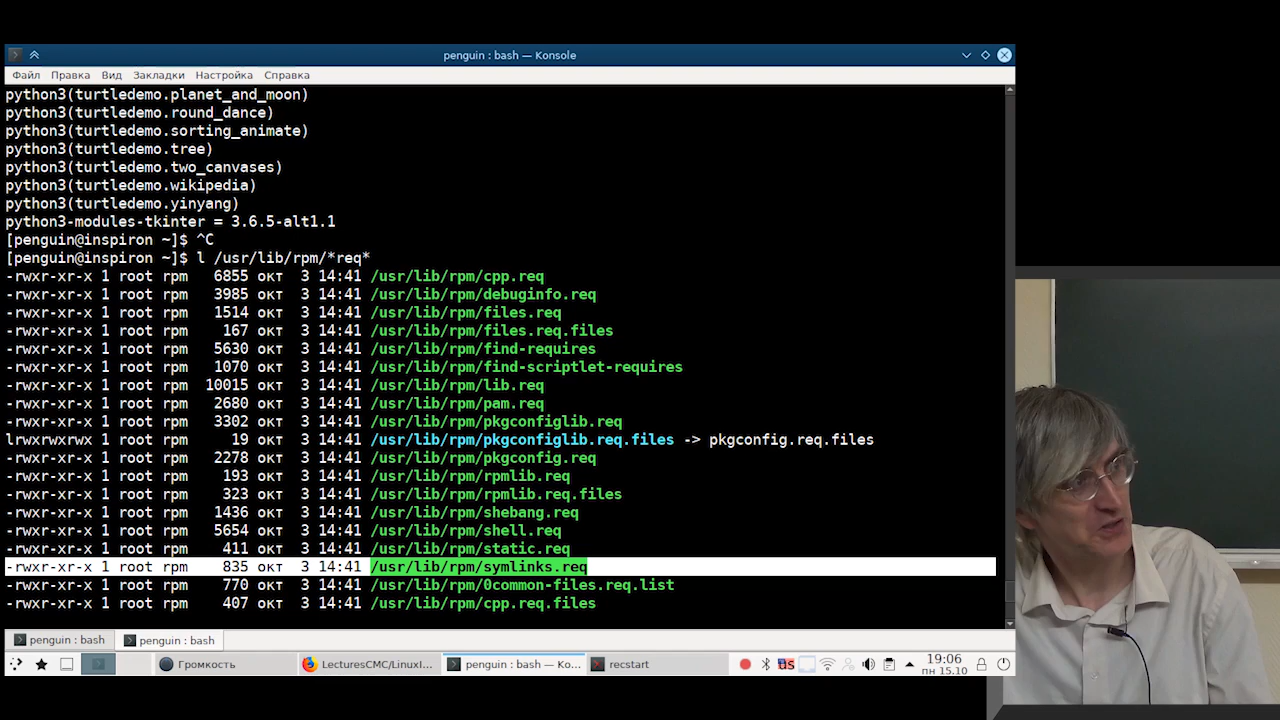 penguin : bash — Konsole
Файл Правка Вид Закладки Настройка Справка
python3(turtledemo.planet_and_moon)
python3(turtledemo.round_dance)
python3(turtledemo.sorting_animate)
python3(turtledemo.tree)
python3(turtledemo.two_canvases)
python3(turtledemo.wikipedia)
python3(turtledemo.yinyang)
python3-modules-tkinter = 3.6.5-alt1.1
[penguin@inspiron ~]$ ^C
[penguin@inspiron ~]$ l /usr/lib/rpm/*req*
-rwxr-xr-x 1 root rpm 6855 окт 3 14:41 /usr/lib/rpm/cpp.req
-rwxr-xr-x 1 root rpm 3985 окт 3 14:41 /usr/lib/rpm/debuginfo.req
-rwxr-xr-x 1 root rpm 1514 окт 3 14:41 /usr/lib/rpm/files.req
-rwxr-xr-x 1 root rpm 167 окт 3 14:41 /usr/lib/rpm/files.req.files
-rwxr-xr-x 1 root rpm 5630 окт 3 14:41 /usr/lib/rpm/find-requires
-rwxr-xr-x 1 root rpm 1070 окт 3 14:41 /usr/lib/rpm/find-scriptlet-requires
-rwxr-xr-x 1 root rpm 10015 окт 3 14:41 /usr/lib/rpm/lib.req
-rwxr-xr-x 1 root rpm 2680 окт 3 14:41 /usr/lib/rpm/pam.req
-rwxr-xr-x 1 root rpm 3302 окт 3 14:41 /usr/lib/rpm/pkgconfiglib.req
lrwxrwxrwx 1 root rpm 19 окт 3 14:41 /usr/lib/rpm/pkgconfiglib.req.files -> pkgconfig.req.files
-rwxr-xr-x 1 root rpm 2278 окт 3 14:41 /usr/lib/rpm/pkgconfig.req
-rwxr-xr-x 1 root rpm 193 окт 3 14:41 /usr/lib/rpm/rpmlib.req
-rwxr-xr-x 1 root rpm 323 окт 3 14:41 /usr/lib/rpm/rpmlib.req.files
-rwxr-xr-x 1 root rpm 1436 окт 3 14:41 /usr/lib/rpm/shebang.req
-rwxr-xr-x 1 root rpm 5654 окт 3 14:41 /usr/lib/rpm/shell.req
-rwxr-xr-x 1 root rpm 411 окт 3 14:41 /usr/lib/rpm/static.req
-rwxr-xr-x 1 root rpm 835 окт 3 14:41 /usr/lib/rpm/symlinks.req
-rwxr-xr-x 1 root rpm 770 окт 3 14:41 /usr/lib/rpm/0common-files.req.list
-rwxr-xr-x 1 root rpm 407 окт 3 14:41 /usr/lib/rpm/cpp.req.files
penguin : bash penguin : bash
Громкость LecturesCMC/LinuxI... penguin : bash — Ko... recstart us 19:06
пн 15.10